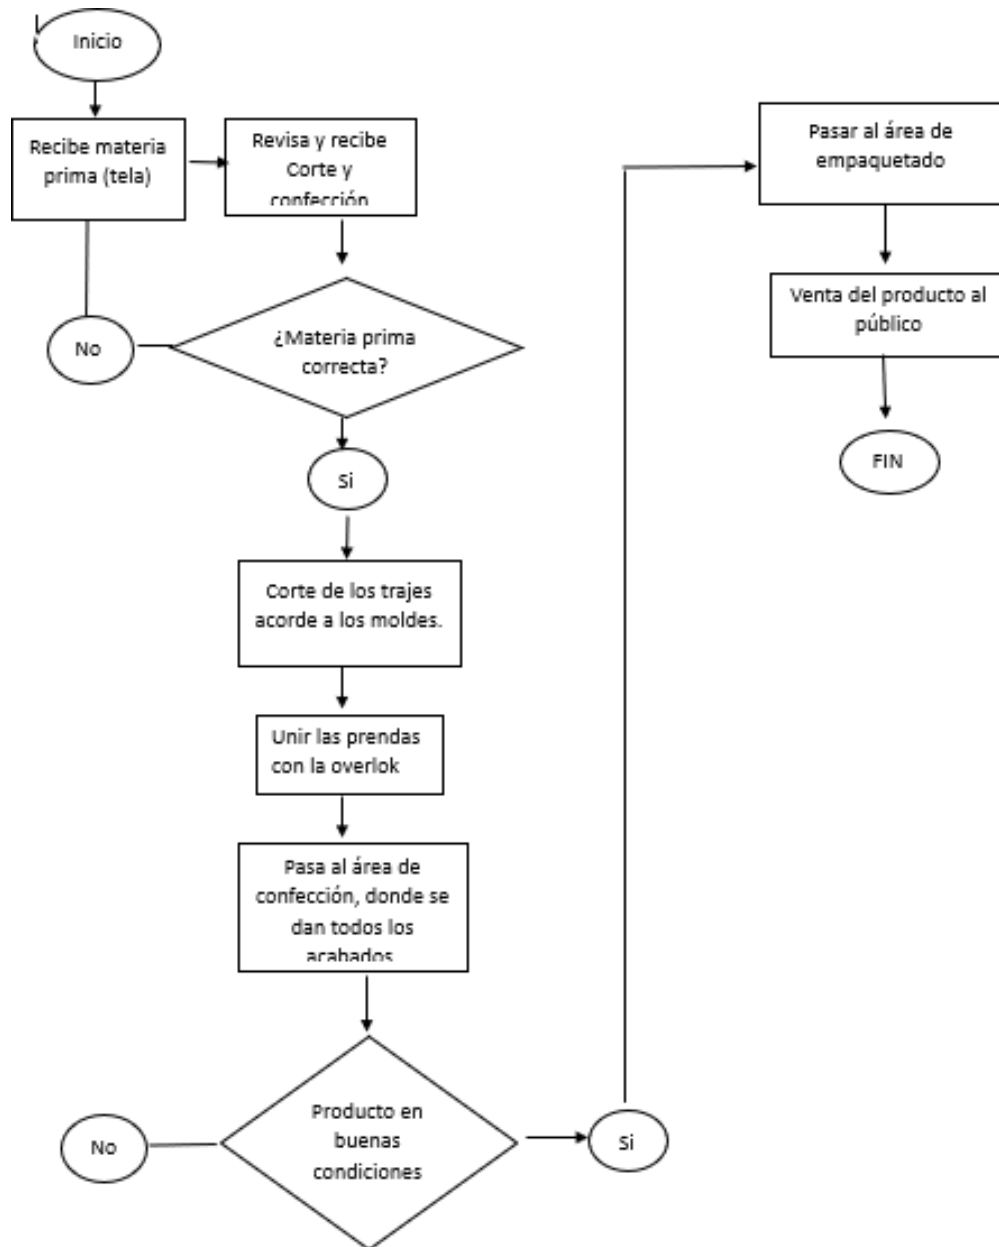 Inicio
Recibe materia
prima (tela)
Revisa y recibe
Corte y
confección
¿Materia prima
correcta?
No
Si
Corte de los trajes
acorde a los moldes.
Unir las prendas
con la overlok
Pasa al área de
confección, donde se
dan todos los
acabados
Producto en
buenas
condiciones
No
Si
Pasar al área de
empaquetado
Venta del producto al
público
FIN